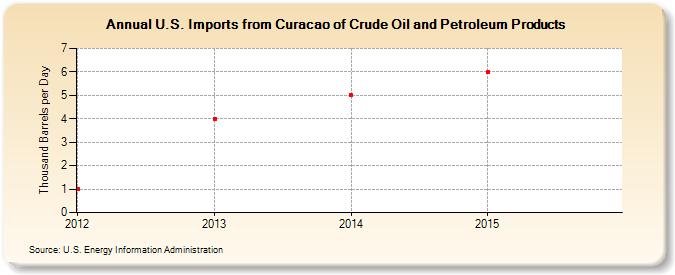 Annual U.S. Imports from Curacao of Crude Oil and Petroleum Products
Thousand Barrels per Day
7
6
5
4
3
2
1
0
2012 2013 2014 2015
Source: U.S. Energy Information Administration